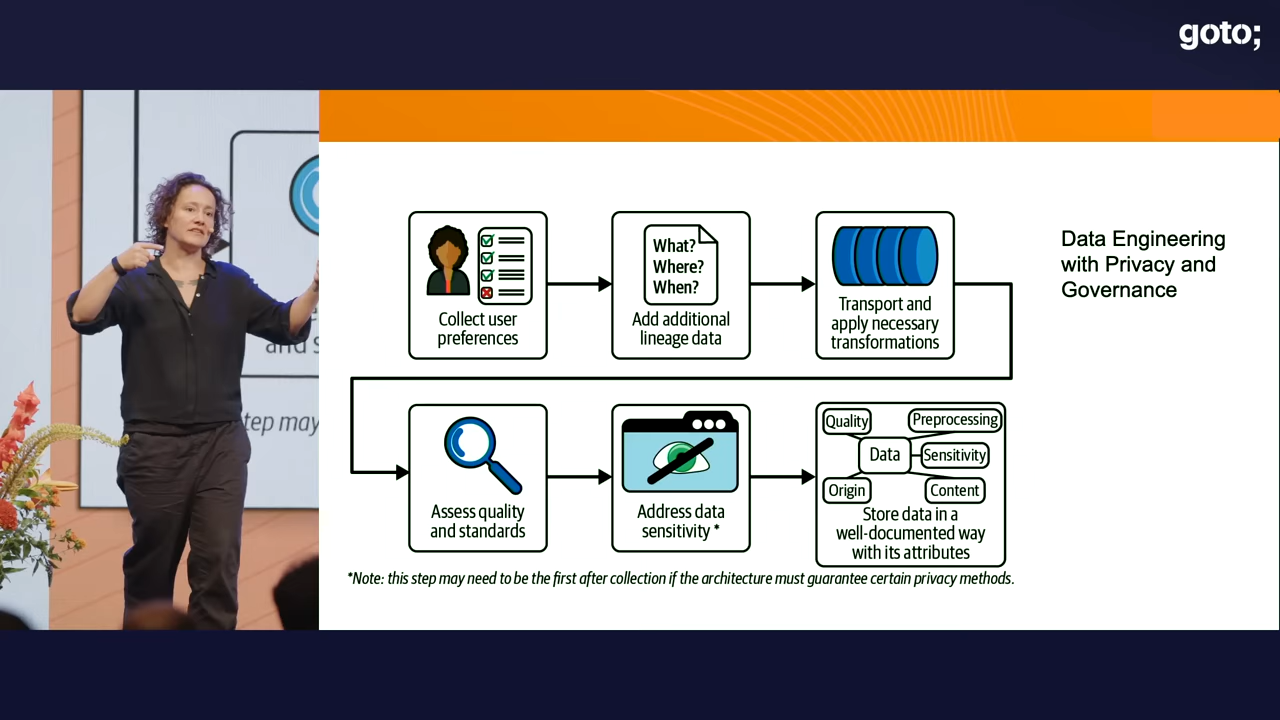 goto;
Data Engineering
with Privacy and
Governance
Collect user
preferences
What?
Where?
When?
Add additional
lineage data
Transport and
apply necessary
transformations
Assess quality
and standards
Address data
sensitivity *
Quality
Preprocessing
Data
Sensitivity
Origin
Content
Store data in a
well-documented way
with its attributes
*Note: this step may need to be the first after collection if the architecture must guarantee certain privacy methods.
and s
tep may